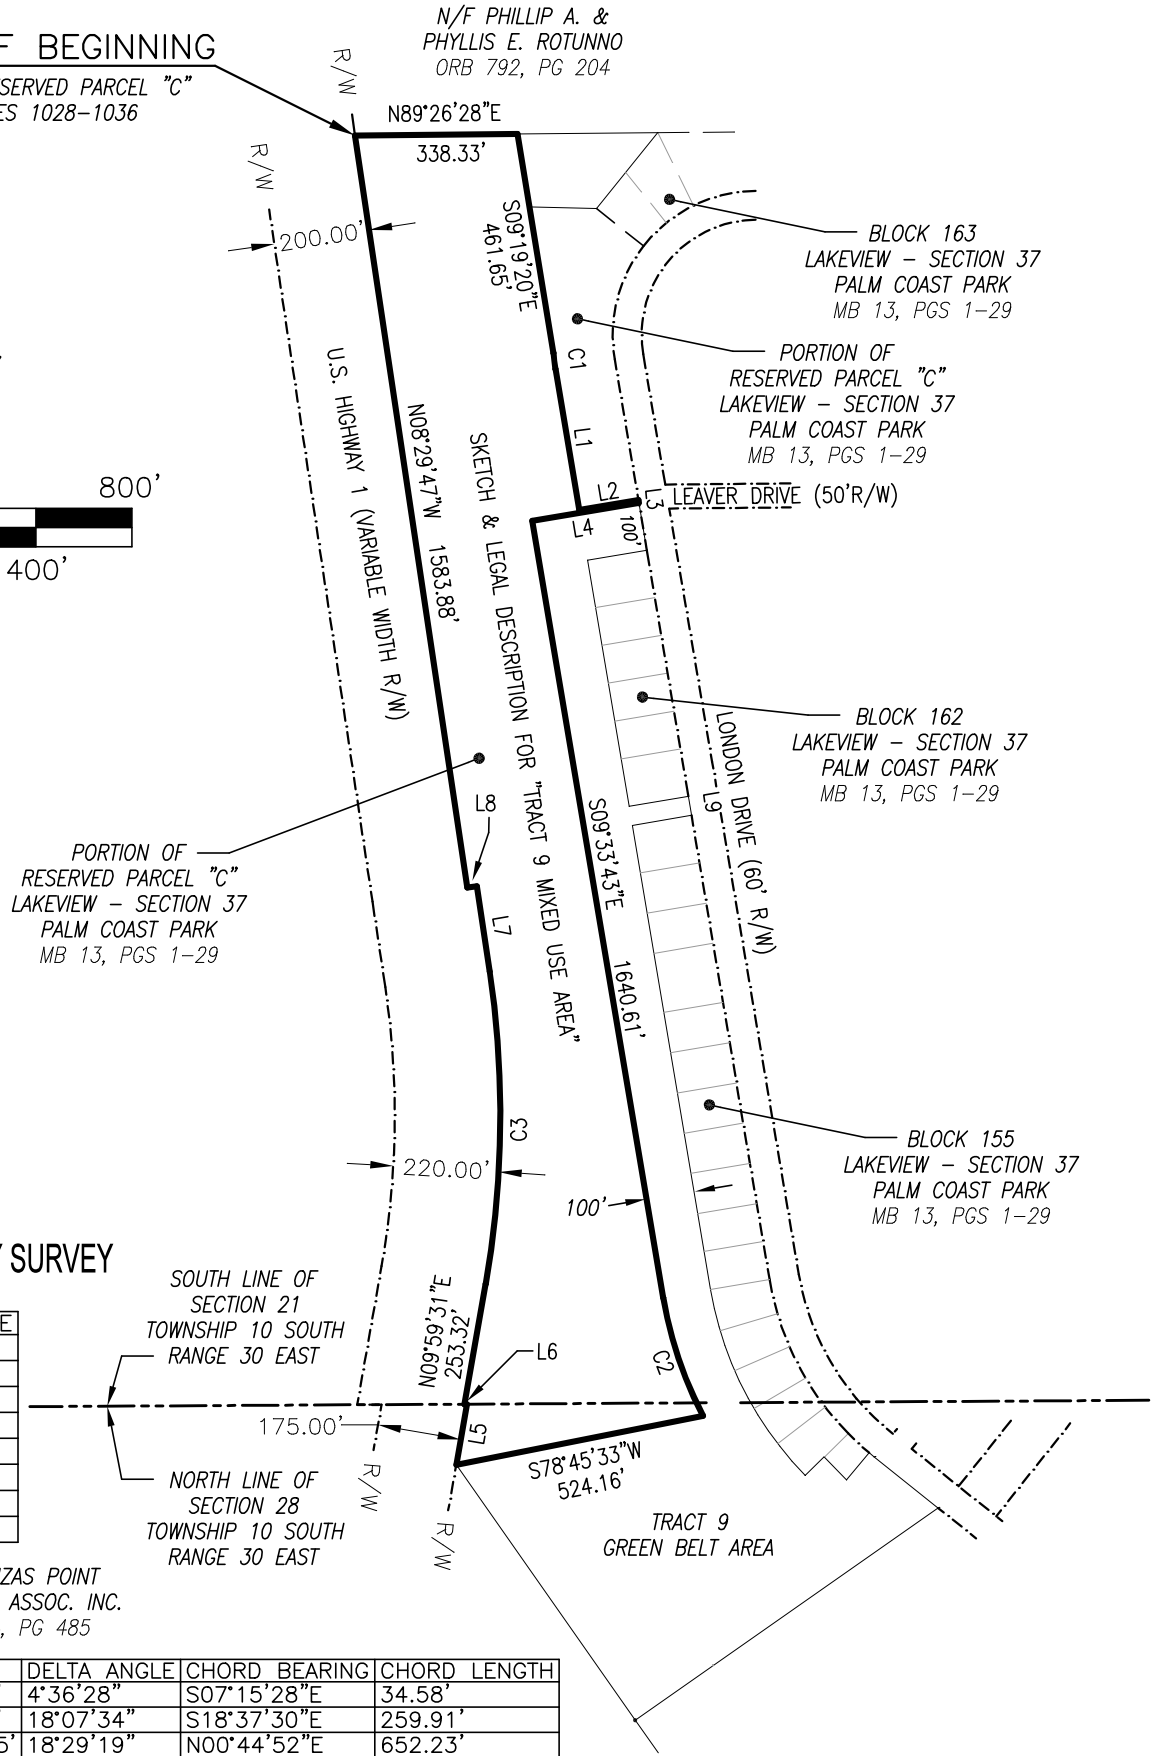 N/F PHILLIP A. &
PHYLLIS E. ROTUNNO
ORB 792, PG 204
F BEGINNING
ESERVED PARCEL "C"
ES 1028-1036
R/W
N89°26'28"E
338.33'
R/W
200.00'
S09°19'20"E
461.65'
BLOCK 163
LAKEVIEW - SECTION 37
PALM COAST PARK
MB 13, PGS 1-29
C1
PORTION OF
RESERVED PARCEL "C"
LAKEVIEW - SECTION 37
PALM COAST PARK
MB 13, PGS 1-29
U.S. HIGHWAY 1 (VARIABLE WIDTH R/W)
N08°29'47"W 1583.88'
SKETCH & LEGAL DESCRIPTION FOR "TRACT 9 MIXED USE AREA"
L1
L2
L3
LEAVER DRIVE (50'R/W)
L4
100'
800'
400'
BLOCK 162
LAKEVIEW - SECTION 37
PALM COAST PARK
MB 13, PGS 1-29
LONDON DRIVE (60' R/W)
L9
L8
S09°33'43"E 1640.61'
PORTION OF
RESERVED PARCEL "C"
LAKEVIEW - SECTION 37
PALM COAST PARK
MB 13, PGS 1-29
L7
C3
220.00'
BLOCK 155
LAKEVIEW - SECTION 37
PALM COAST PARK
MB 13, PGS 1-29
100'
Y SURVEY
SOUTH LINE OF
SECTION 21
TOWNSHIP 10 SOUTH
RANGE 30 EAST
E
N09°59'31"E
253.32'
L6
C2
175.00'
L5
S78°45'33"W
524.16'
R/W
R/W
NORTH LINE OF
SECTION 28
TOWNSHIP 10 SOUTH
RANGE 30 EAST
TRACT 9
GREEN BELT AREA
ZAS POINT
ASSOC. INC.
, PG 485
DELTA ANGLE CHORD BEARING CHORD LENGTH
' 4°36'28" S07°15'28"E 34.58'
' 18°07'34" S18°37'30"E 259.91'
5' 18°29'19" N00°44'52"E 652.23'